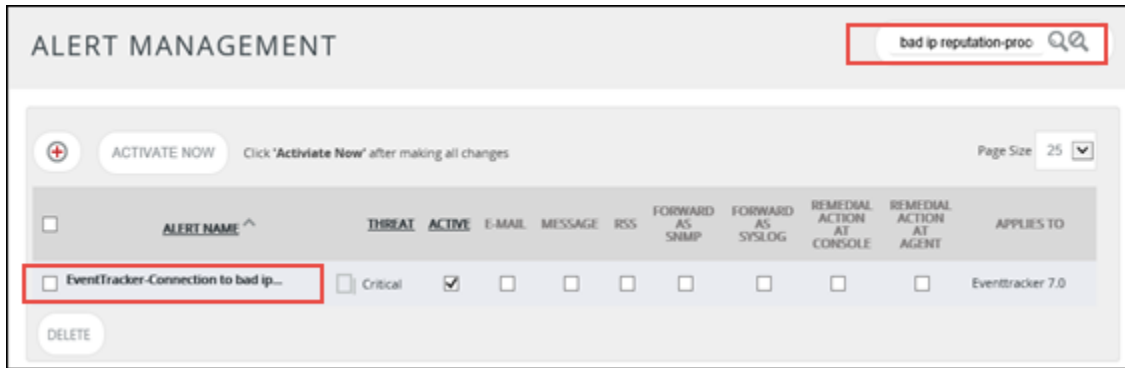 ALERT MANAGEMENT
bad ip reputation-proc
ACTIVATE NOW
Click 'Activiate Now' after making all changes
Page Size 25
ALERT NAME THREAT ACTIVE E-MAIL MESSAGE RSS FORWARD AS SNMP FORWARD AS SYSLOG REMEDIAL ACTION AT CONSOLE REMEDIAL ACTION AT AGENT APPLIES TO
EventTracker-Connection to bad ip... Critical Eventtracker 7.0
DELETE